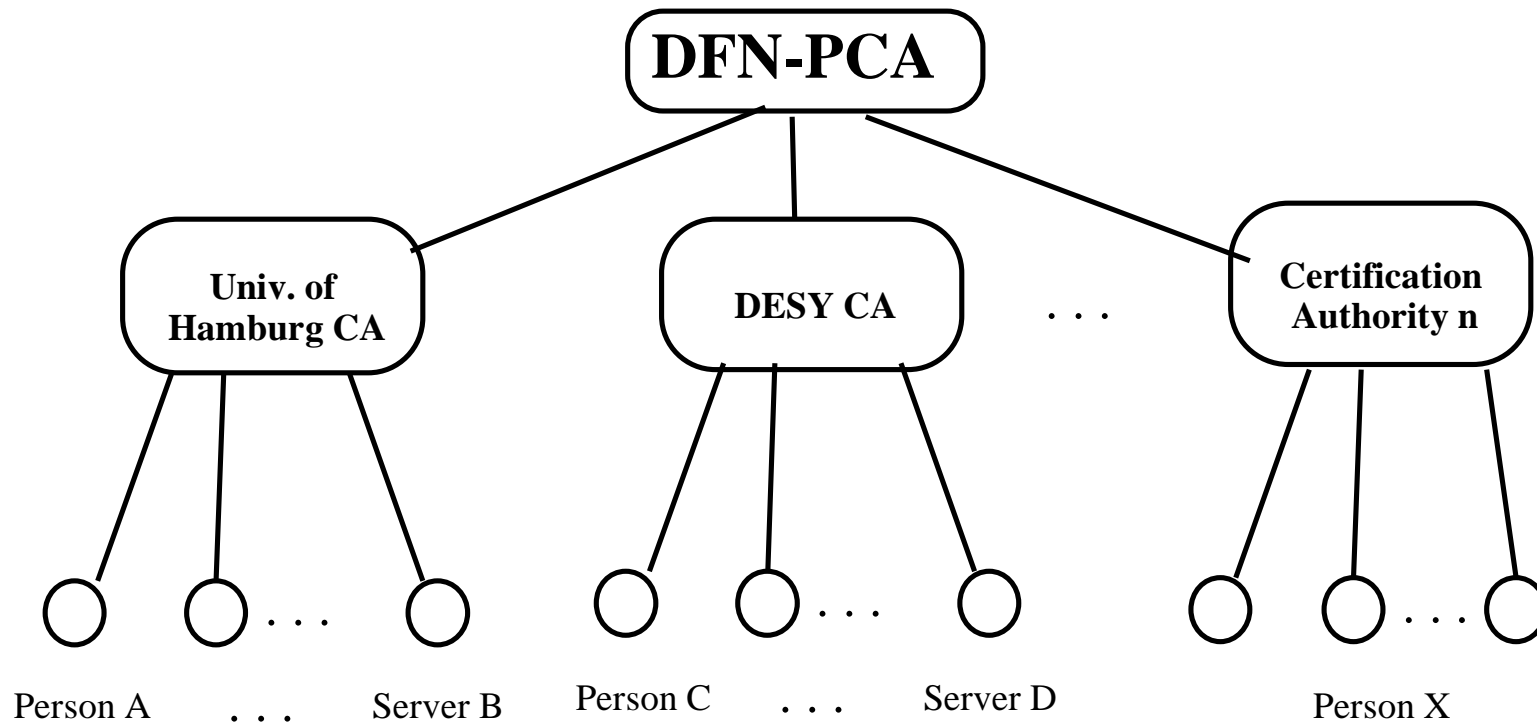 DFN-PCA
Univ. of
Hamburg CA
DESY CA
. . .
Certification
Authority n
. . .
. . .
. . .
Person A . . . Server B
Person C . . . Server D
Person X